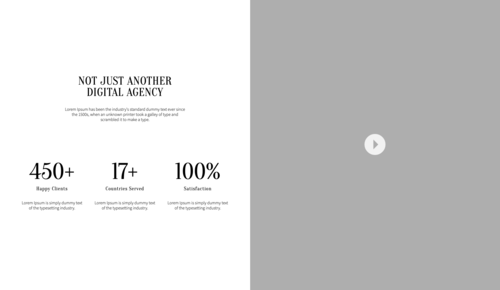 NOT JUST ANOTHER
DIGITAL AGENCY
Lorem Ipsum has been the industry's standard dummy text ever since
the 1500s, when an unknown printer took a galley of type and
scrambled it to make a type.
450+ 17+ 100%
Happy Clients Countries Served Satisfaction
Lorem Ipsum is simply dummy text Lorem Ipsum is simply dummy text Lorem Ipsum is simply dummy text
of the typesetting industry. of the typesetting industry. of the typesetting industry.